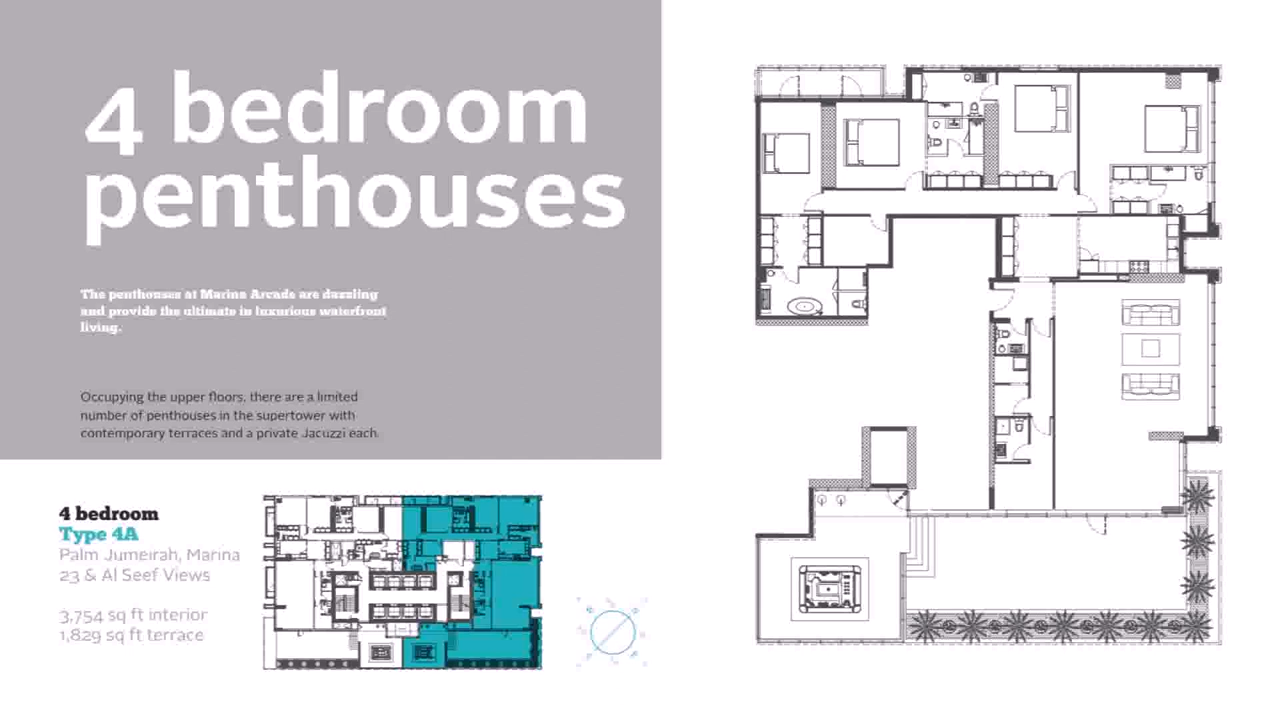 4 bedroom
penthouses
The penthouses at Marina Arcade are dazzling
and provide the ultimate in luxurious waterfront
living.
Occupying the upper floors, there are a limited
number of penthouses in the supertower with
contemporary terraces and a private Jacuzzi each.
4 bedroom
Type 4A
Palm Jumeirah, Marina
23 & Al Seef Views
3,754 sq ft interior
1,829 sq ft terrace